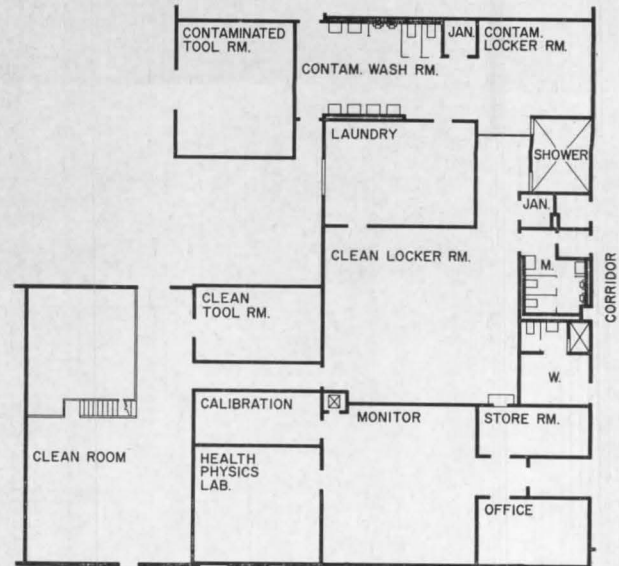 CONTAMINATED
TOOL RM.
JAN.
CONTAM.
LOCKER RM.
CONTAM. WASH RM.
LAUNDRY
SHOWER
JAN.
CLEAN LOCKER RM.
M.
CORRIDOR
CLEAN
TOOL RM.
W.
CALIBRATION
MONITOR
STORE RM.
CLEAN ROOM
HEALTH
PHYSICS
LAB.
OFFICE